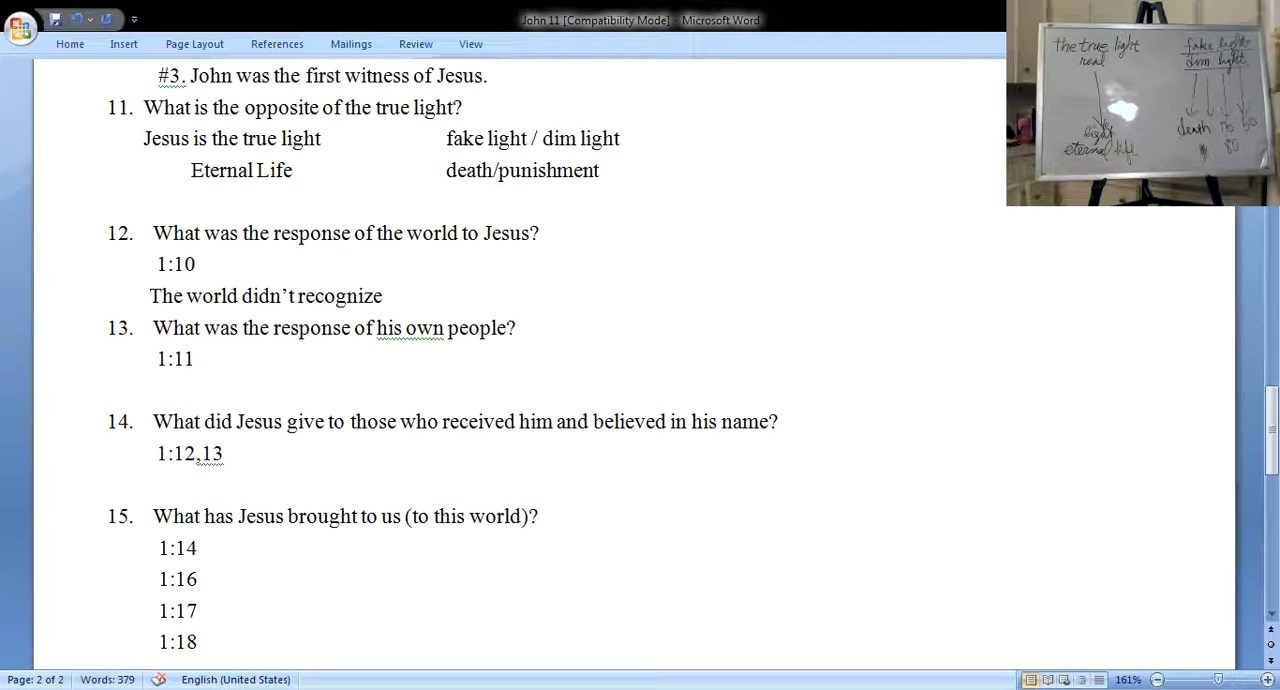 John 11 [Compatibility Mode] - Microsoft Word
Home Insert Page Layout References Mailings Review View
#3. John was the first witness of Jesus.
11. What is the opposite of the true light?
Jesus is the true light fake light / dim light
Eternal Life death/punishment
12. What was the response of the world to Jesus?
1:10
The world didn’t recognize
13. What was the response of his own people?
1:11
14. What did Jesus give to those who received him and believed in his name?
1:12,13
15. What has Jesus brought to us (to this world)?
1:14
1:16
1:17
1:18
Page: 2 of 2 Words: 379 English (United States) 161%
the true light
real
light
eternal life
fake light
dim light
death 70 60
80